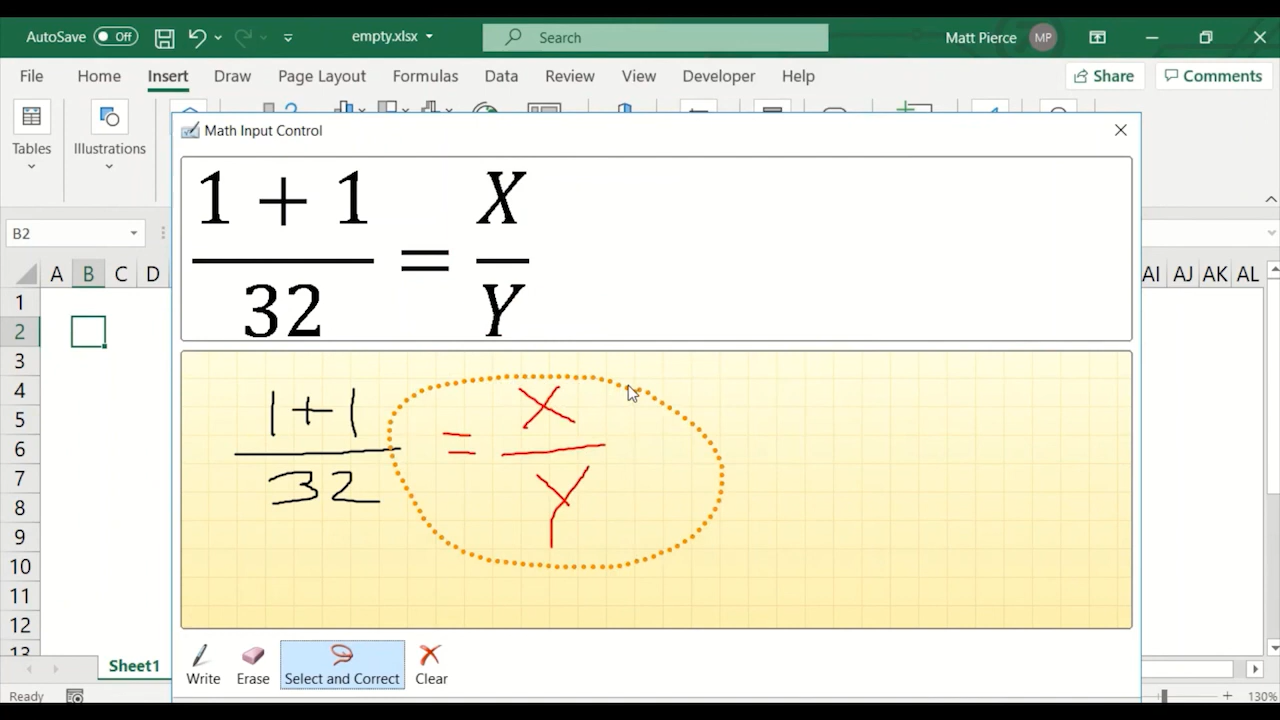 AutoSave Off empty.xlsx Search Matt Pierce MP
File Home Insert Draw Page Layout Formulas Data Review View Developer Help Share Comments
Tables Illustrations
Math Input Control
B2
A B C D AI AJ AK AL
1
2
3
4
5
6
7
8
9
10
11
12
13
1 + 1 X
=
32 Y
1+1 X
=
32 Y
Write Erase Select and Correct Clear
Sheet1
Ready 130%